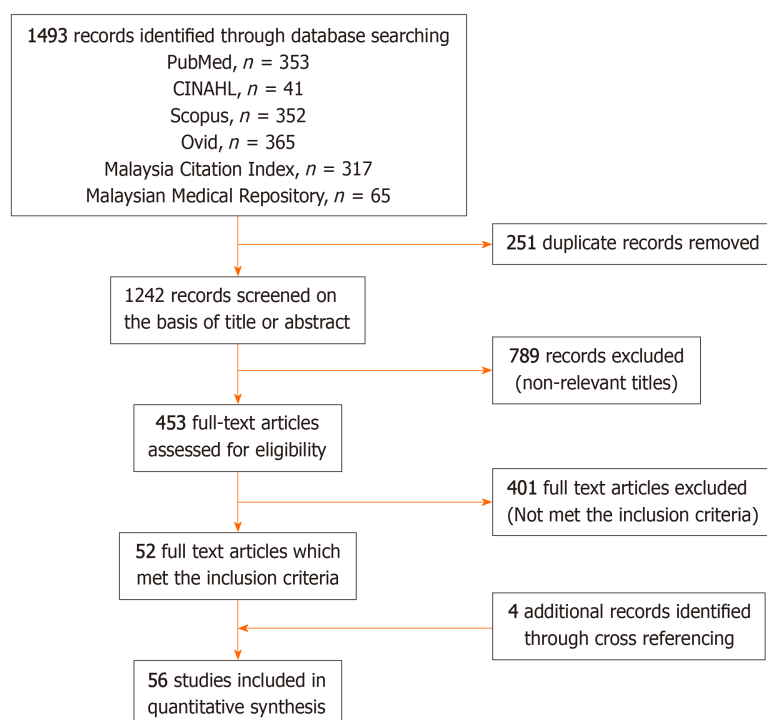 1493 records identified through database searching
PubMed, n = 353
CINAHL, n = 41
Scopus, n = 352
Ovid, n = 365
Malaysia Citation Index, n = 317
Malaysian Medical Repository, n = 65
251 duplicate records removed
1242 records screened on
the basis of title or abstract
789 records excluded
(non-relevant titles)
453 full-text articles
assessed for eligibility
401 full text articles excluded
(Not met the inclusion criteria)
52 full text articles which
met the inclusion criteria
4 additional records identified
through cross referencing
56 studies included in
quantitative synthesis